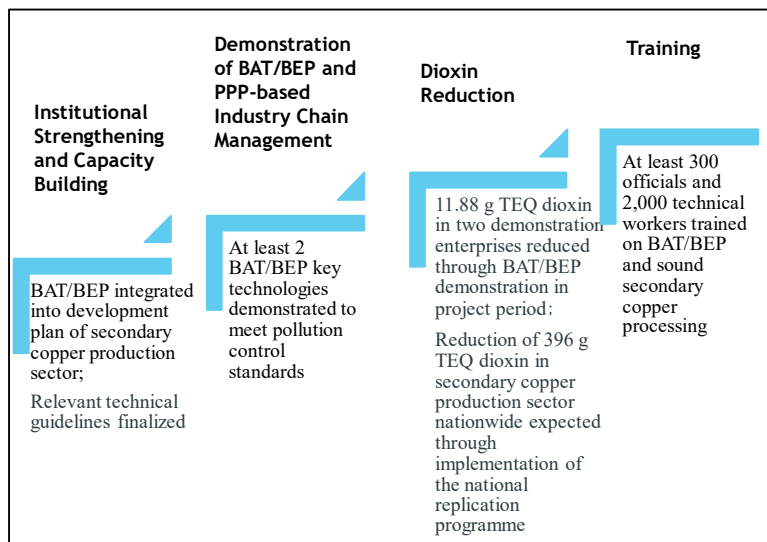 Institutional
Strengthening
and Capacity
Building
BAT/BEP integrated
into development
plan of secondary
copper production
sector;
Relevant technical
guidelines finalized
Demonstration
of BAT/BEP and
PPP-based
Industry Chain
Management
At least 2
BAT/BEP key
technologies
demonstrated to
meet pollution
control
standards
Dioxin
Reduction
11.88 g TEQ dioxin
in two demonstration
enterprises reduced
through BAT/BEP
demonstration in
project period;
Reduction of 396 g
TEQ dioxin in
secondary copper
production sector
nationwide expected
through
implementation of
the national
replication
programme
Training
At least 300
officials and
2,000 technical
workers trained
on BAT/BEP
and sound
secondary
copper
processing